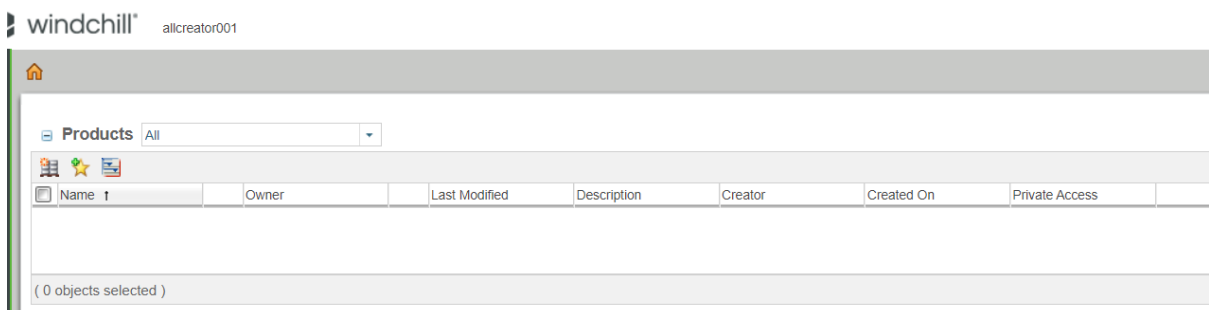 windchill® allcreator001
Products All
Name ↑ Owner Last Modified Description Creator Created On Private Access
( 0 objects selected )